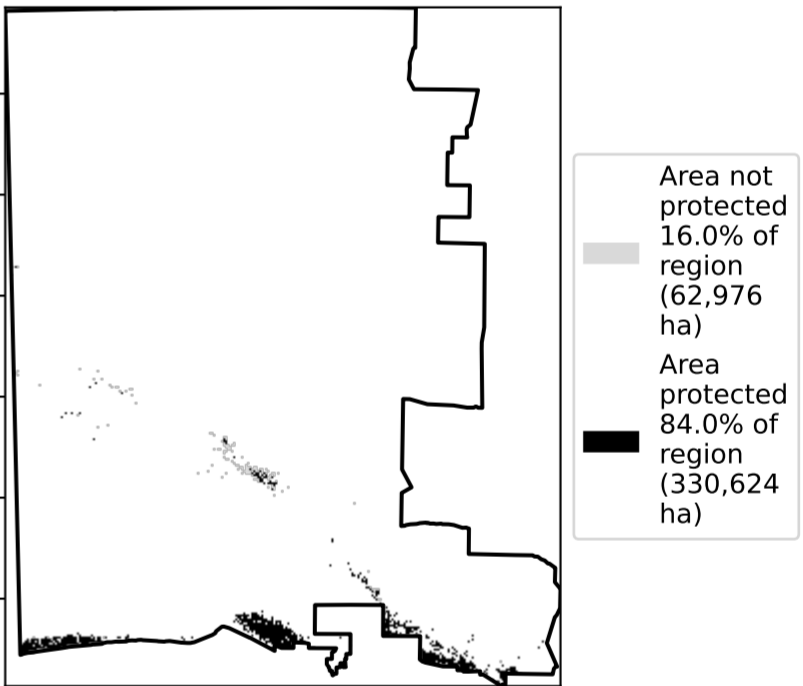 Area not
protected
16.0% of
region
(62,976
ha)
Area
protected
84.0% of
region
(330,624
ha)